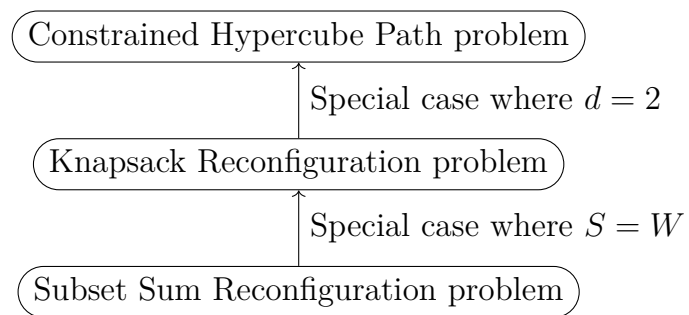 Constrained Hypercube Path problem
Special case where d = 2
Knapsack Reconfiguration problem
Special case where S = W
Subset Sum Reconfiguration problem